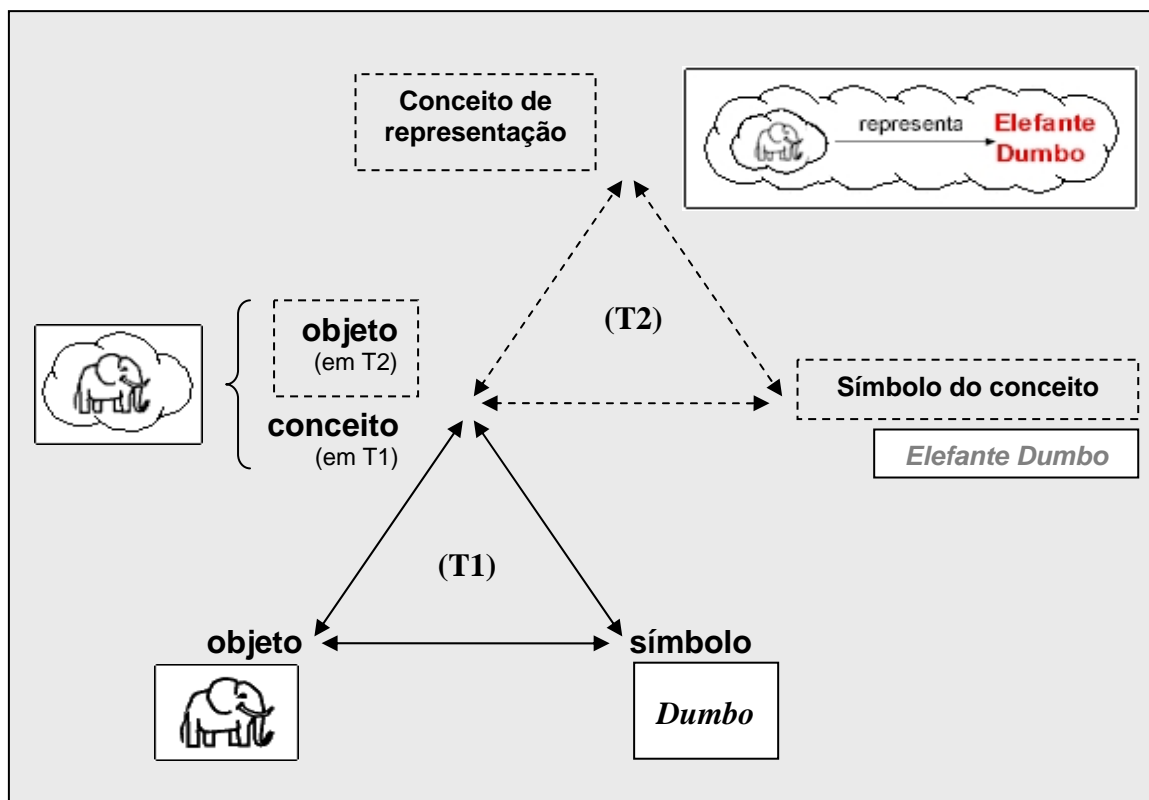 Conceito de
representação
representa
Elefante
Dumbo
(T2)
objeto
(em T2)
conceito
(em T1)
Símbolo do conceito
Elefante Dumbo
(T1)
objeto
símbolo
Dumbo